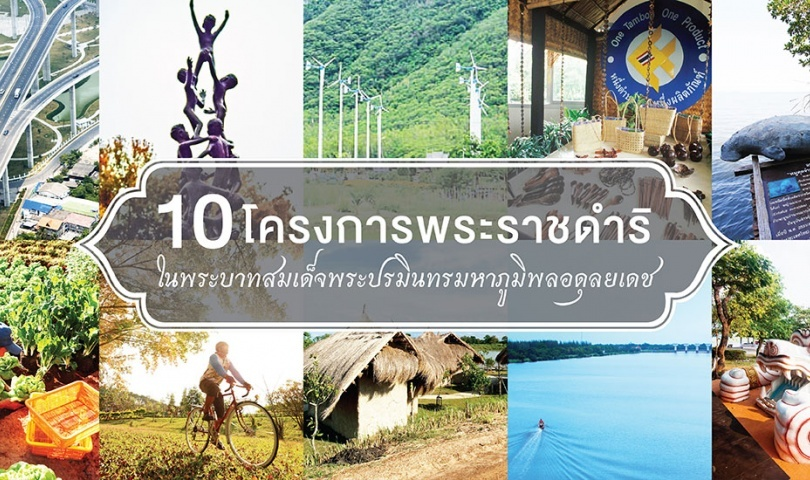 One Tambon One Product
10 โครงการพระราชดำริ
ในพระบาทสมเด็จพระปรมินทรมหาภูมิพลอดุลยเดช